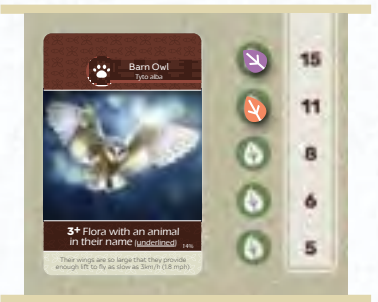 Barn Owl
Tyto alba
15
11
8
6
5
3+ Flora with an animal
in their name (underlined) 14%
Their wings are so large that they provide
enough lift to fly as slow as 3km/h (1.8 mph)